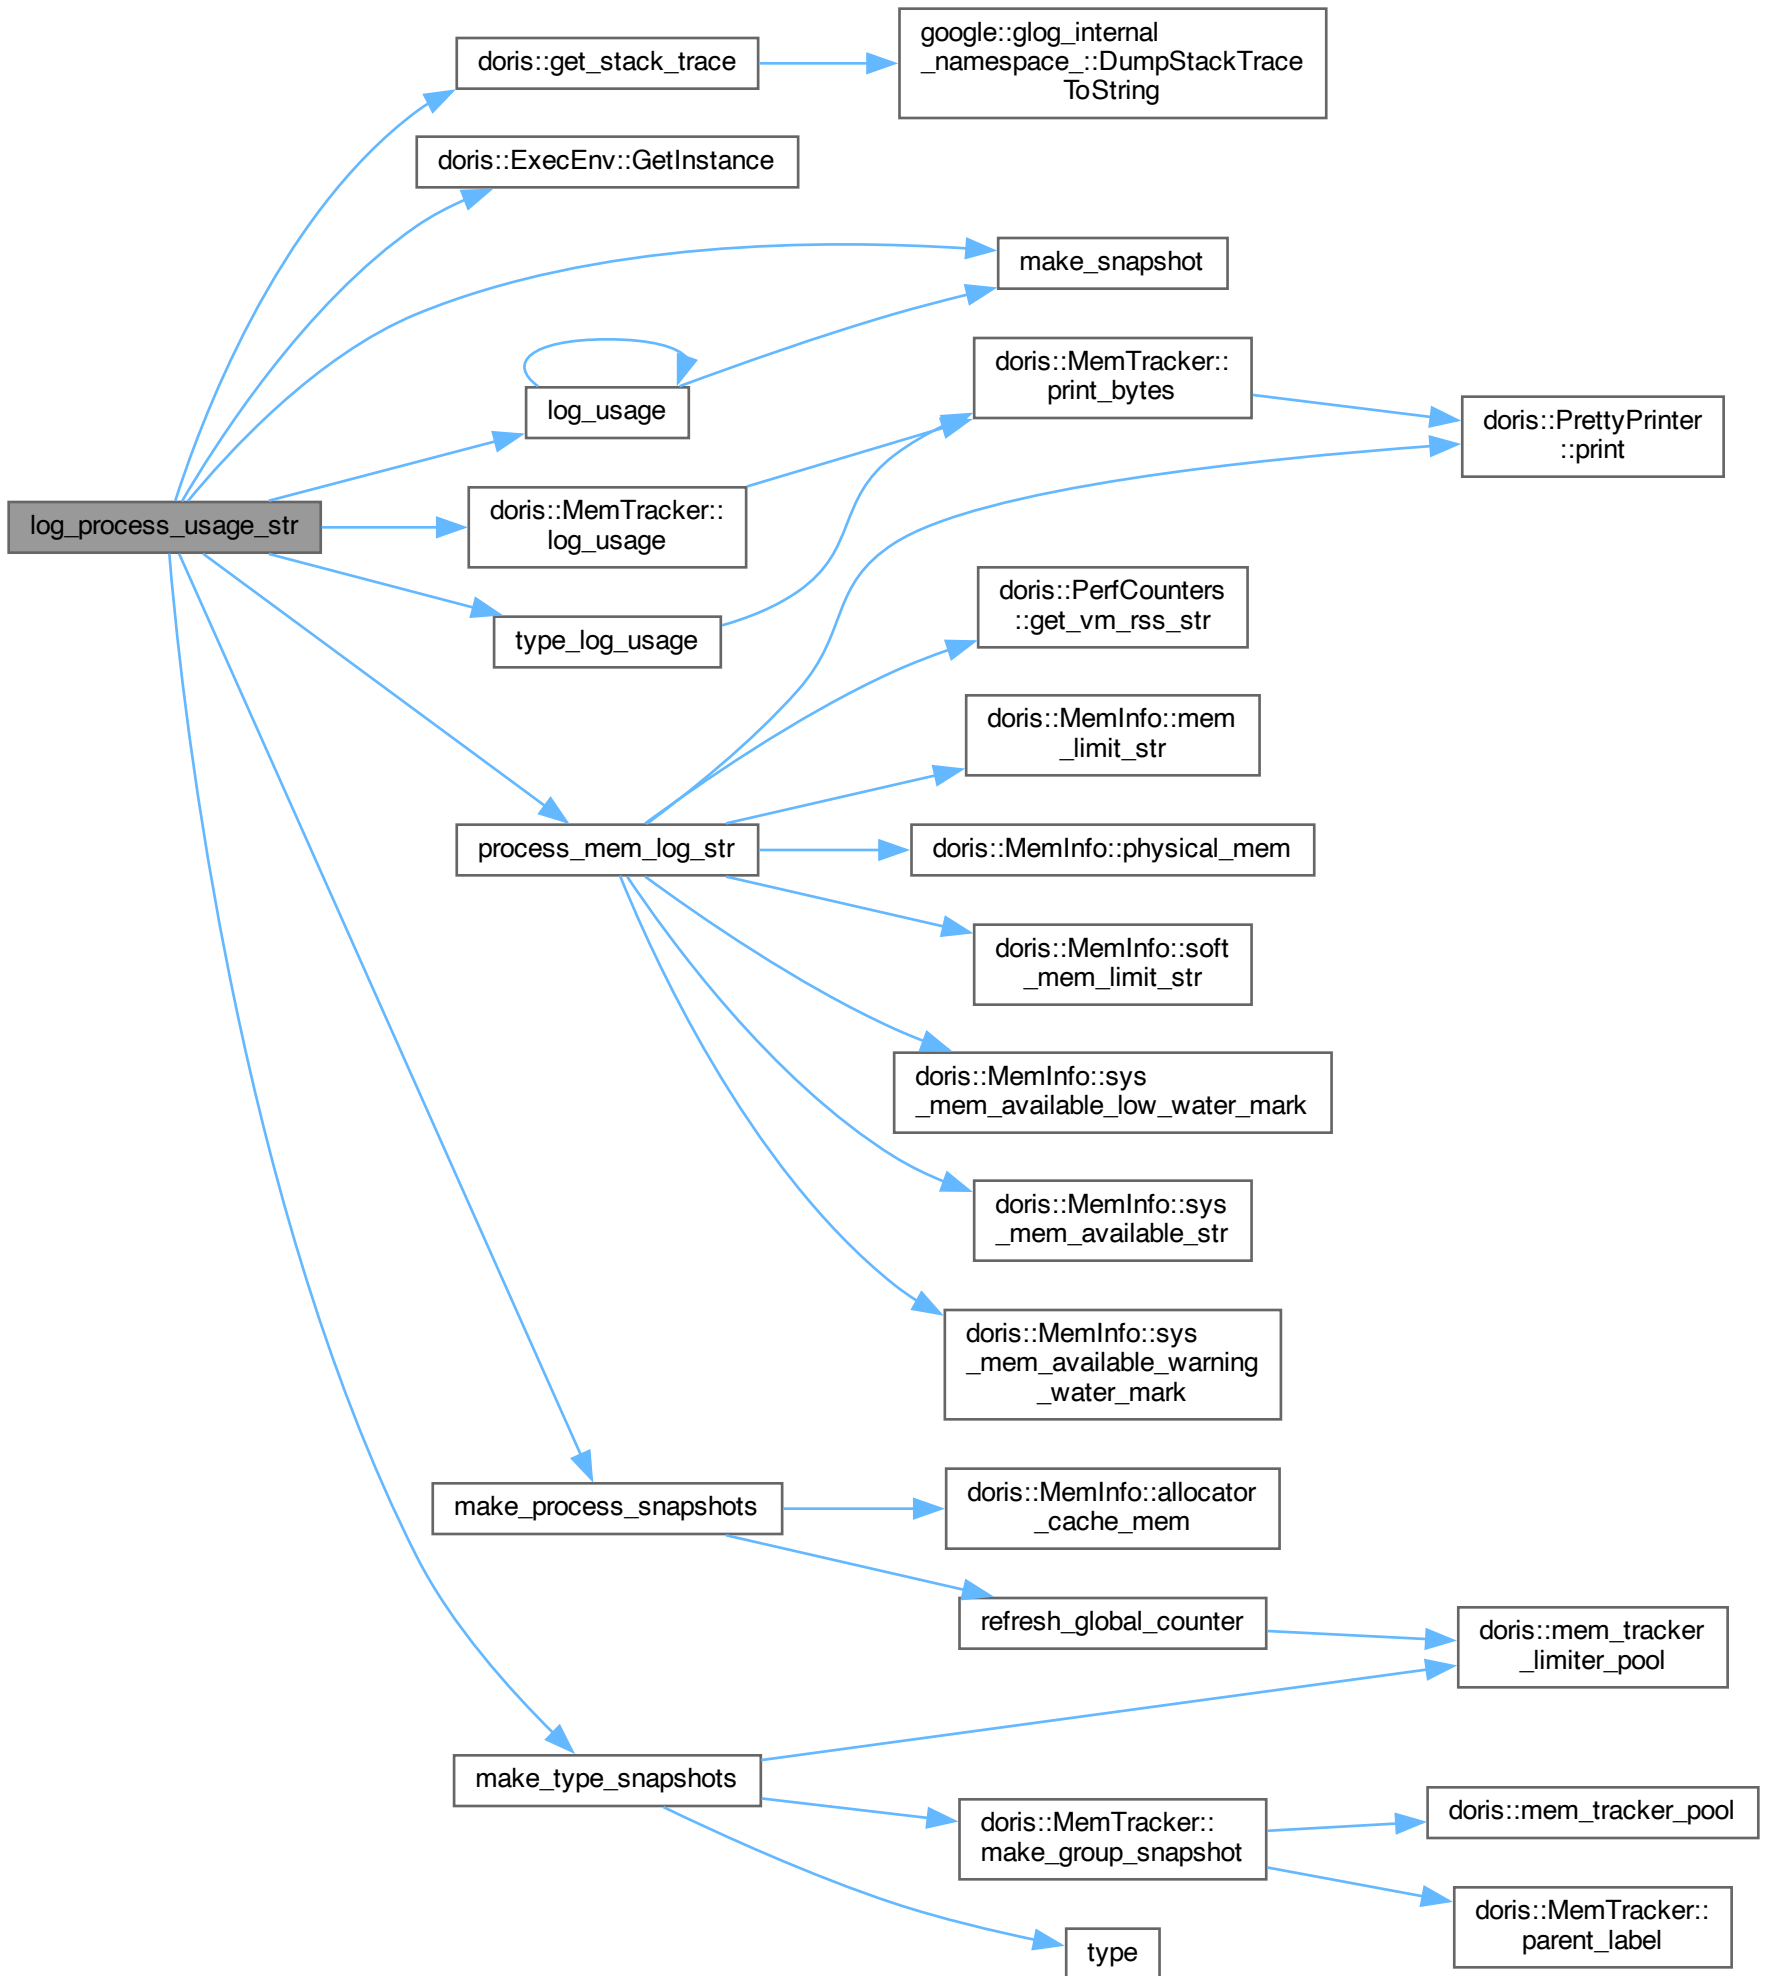 doris::get_stack_trace
google::glog_internal
_namespace_::DumpStackTrace
ToString
doris::ExecEnv::GetInstance
make_snapshot
log_usage
doris::MemTracker::
print_bytes
doris::PrettyPrinter
::print
log_process_usage_str
doris::MemTracker::
log_usage
type_log_usage
doris::PerfCounters
::get_vm_rss_str
doris::MemInfo::mem
_limit_str
process_mem_log_str
doris::MemInfo::physical_mem
doris::MemInfo::soft
_mem_limit_str
doris::MemInfo::sys
_mem_available_low_water_mark
doris::MemInfo::sys
_mem_available_str
doris::MemInfo::sys
_mem_available_warning
_water_mark
make_process_snapshots
doris::MemInfo::allocator
_cache_mem
refresh_global_counter
doris::mem_tracker
_limiter_pool
make_type_snapshots
doris::MemTracker::
make_group_snapshot
doris::mem_tracker_pool
doris::MemTracker::
parent_label
type